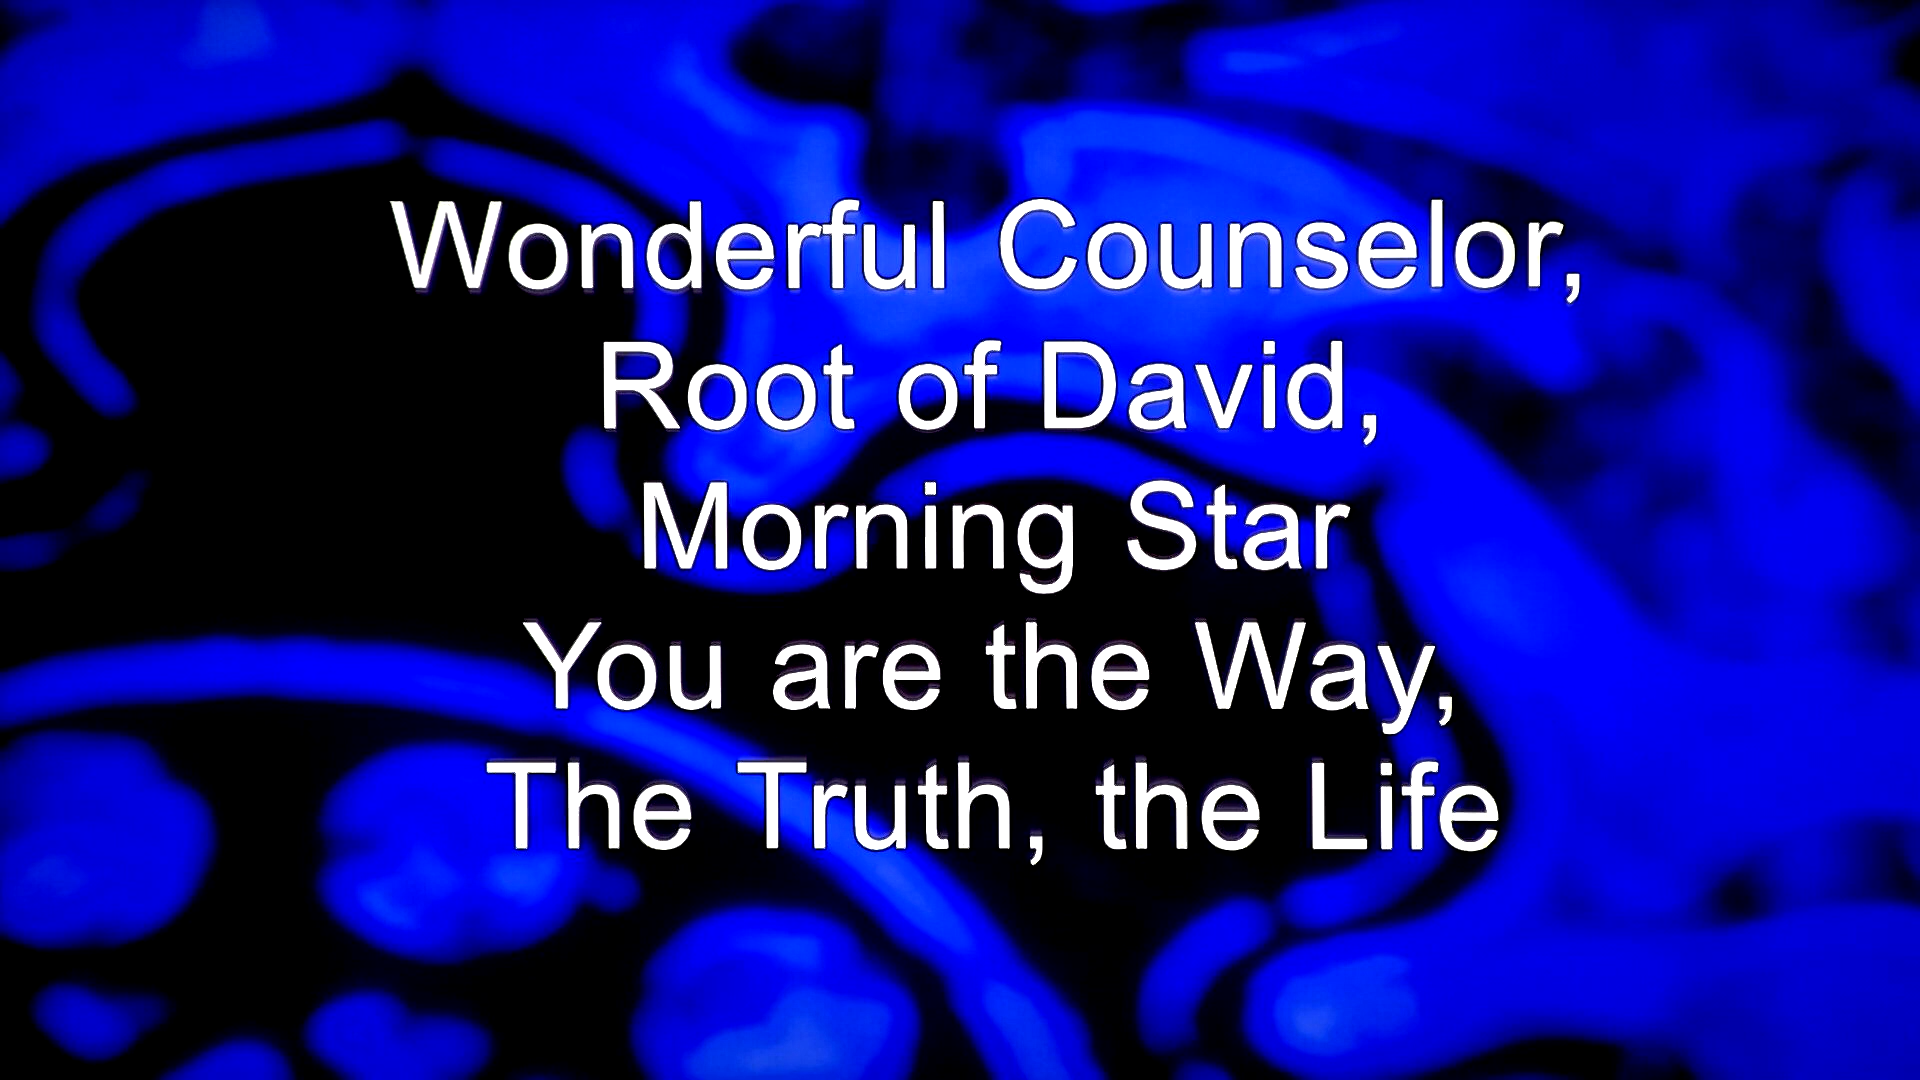 Wonderful Counselor,
Root of David,
Morning Star
You are the Way,
The Truth, the Life